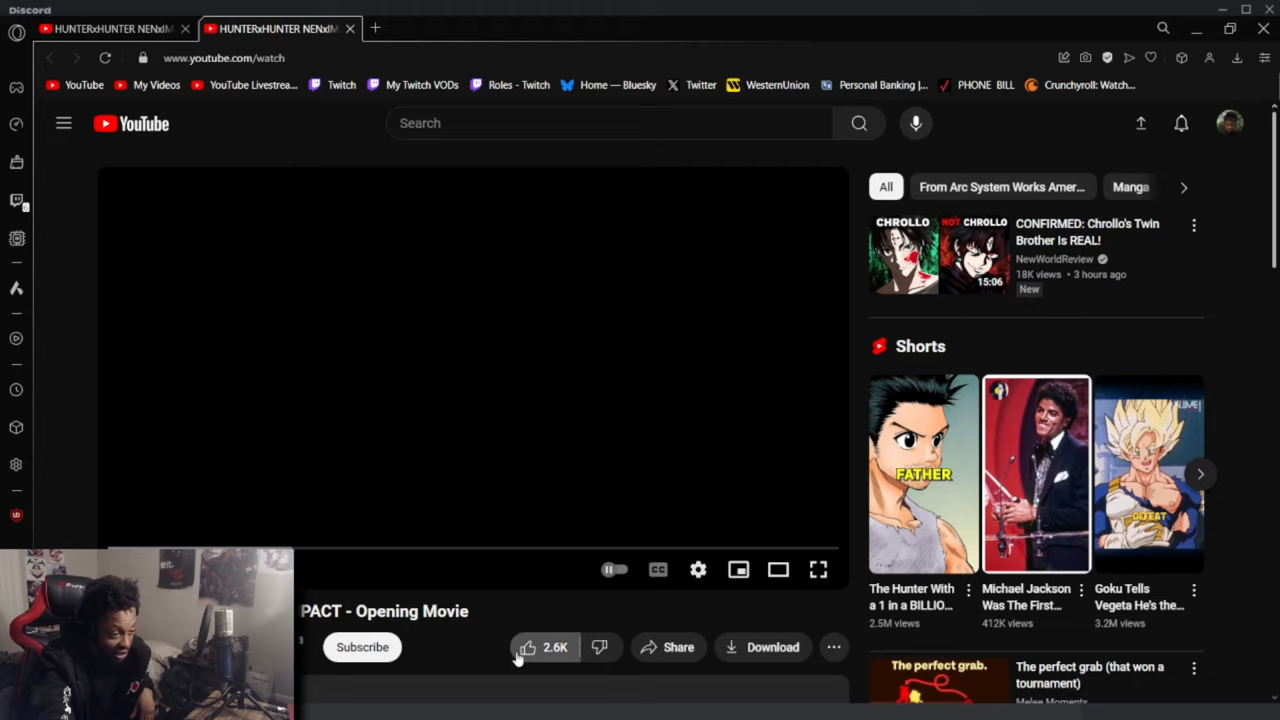 Discord
HUNTERxHUNTER NENxIM
HUNTERxHUNTER NENxIM
www.youtube.com/watch
YouTube
My Videos
YouTube Livestrea...
Twitch
My Twitch VODs
Roles - Twitch
Home — Bluesky
Twitter
WesternUnion
Personal Banking |...
PHONE BILL
Crunchyroll: Watch...
YouTube
Search
All
From Arc System Works Amer...
Manga
CHRLLO
NOT CHROLLO
15:06
CONFIRMED: Chrollo's Twin
Brother Is REAL!
NewWorldReview
18K views • 3 hours ago
New
Shorts
FATHER
DEFEAT
The Hunter With
a 1 in a BILLIO...
2.5M views
Michael Jackson
Was The First...
412K views
Goku Tells
Vegeta He's the...
3.2M views
CC
PACT - Opening Movie
Subscribe
2.6K
Share
Download
The perfect grab.
The perfect grab (that won a
tournament)
Melee Moments